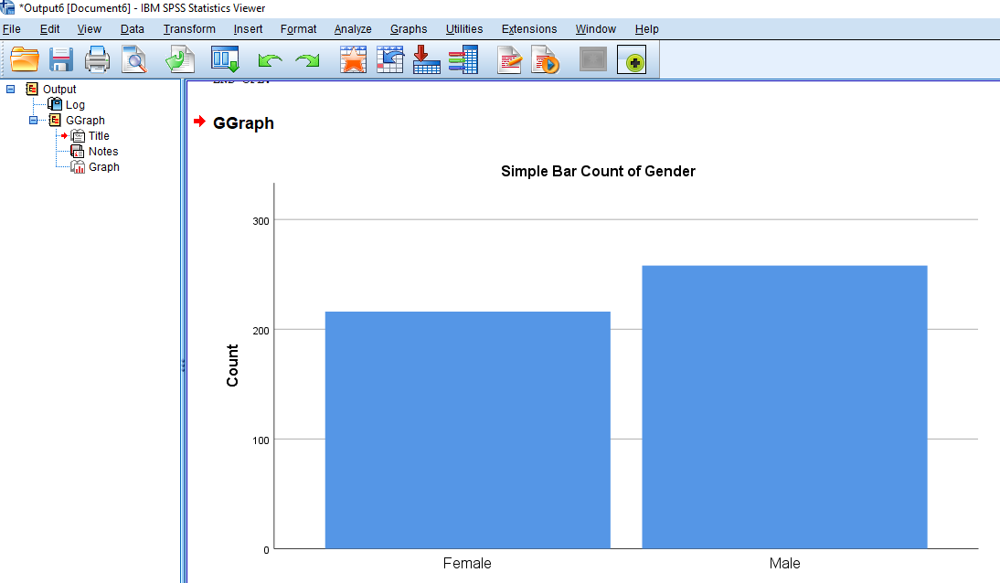 *Output6 [Document6] - IBM SPSS Statistics Viewer
File Edit View Data Transform Insert Format Analyze Graphs Utilities Extensions Window Help
Output
Log
GGraph
Title
Notes
Graph
GGraph
Simple Bar Count of Gender
300
200
100
0
Count
Female Male